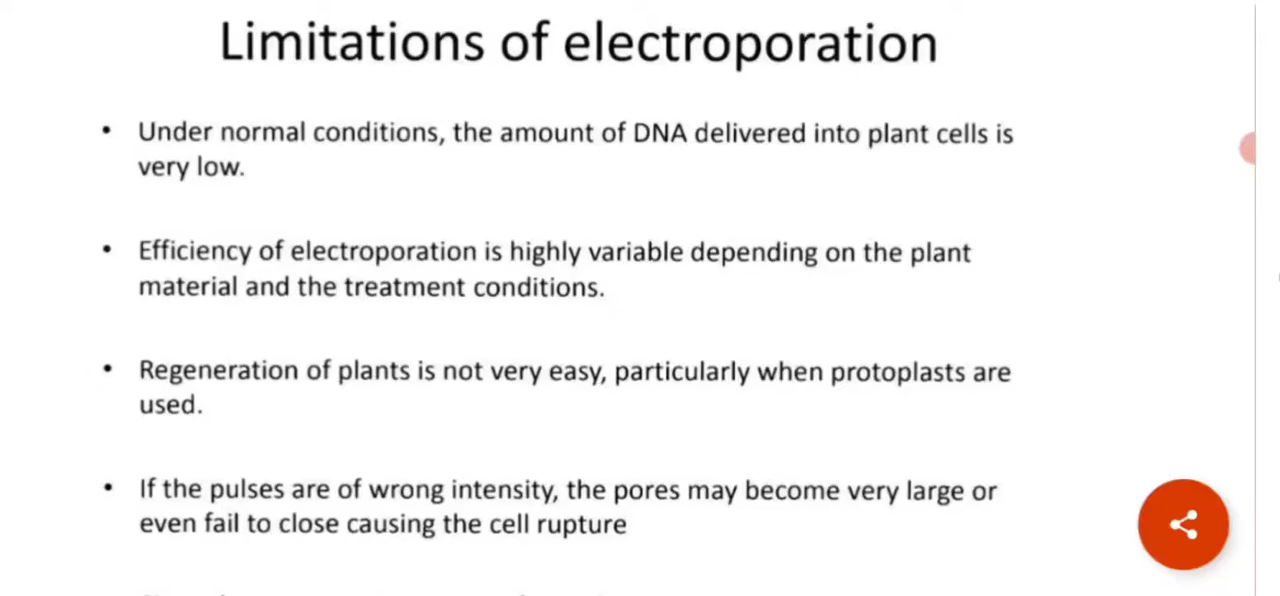 Limitations of electroporation
• Under normal conditions, the amount of DNA delivered into plant cells is
very low.
• Efficiency of electroporation is highly variable depending on the plant
material and the treatment conditions.
• Regeneration of plants is not very easy, particularly when protoplasts are
used.
• If the pulses are of wrong intensity, the pores may become very large or
even fail to close causing the cell rupture